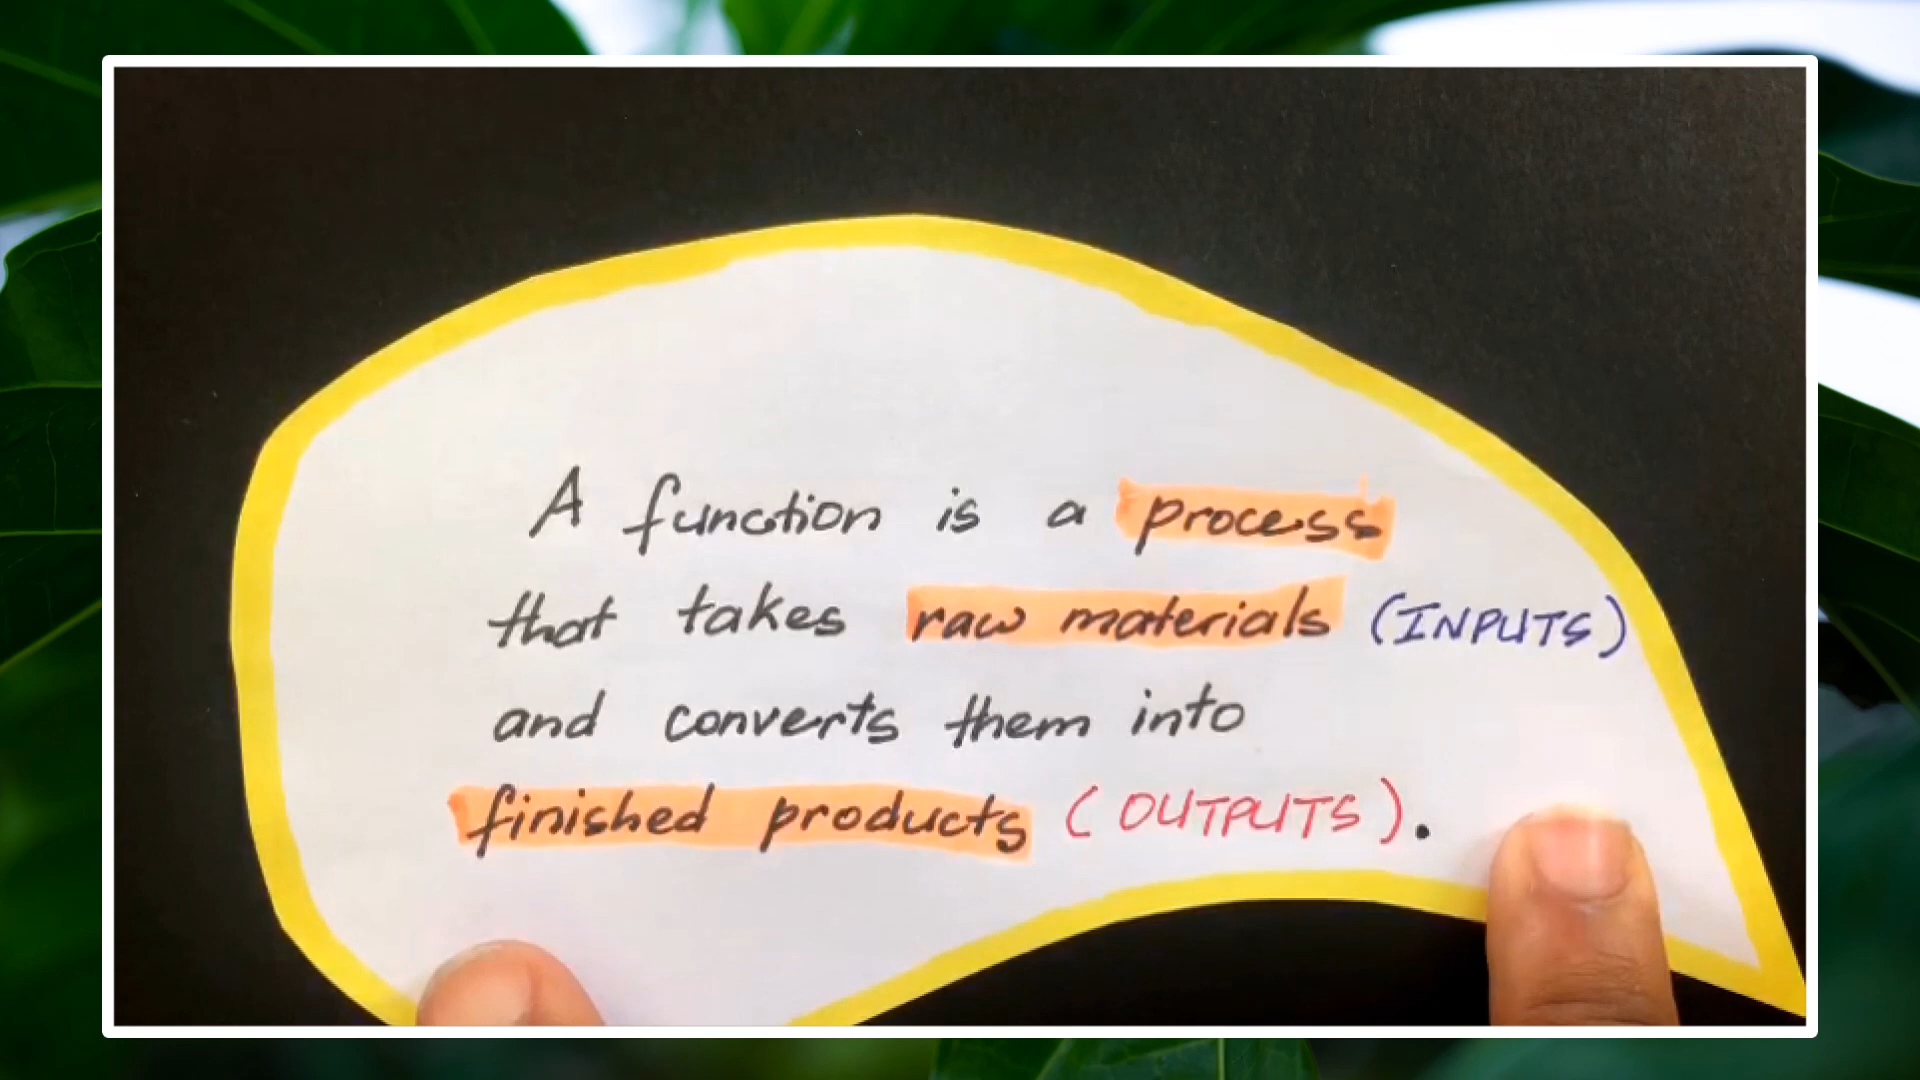 A function is a process
that takes raw materials (INPUTS)
and converts them into
finished products (OUTPUTS).